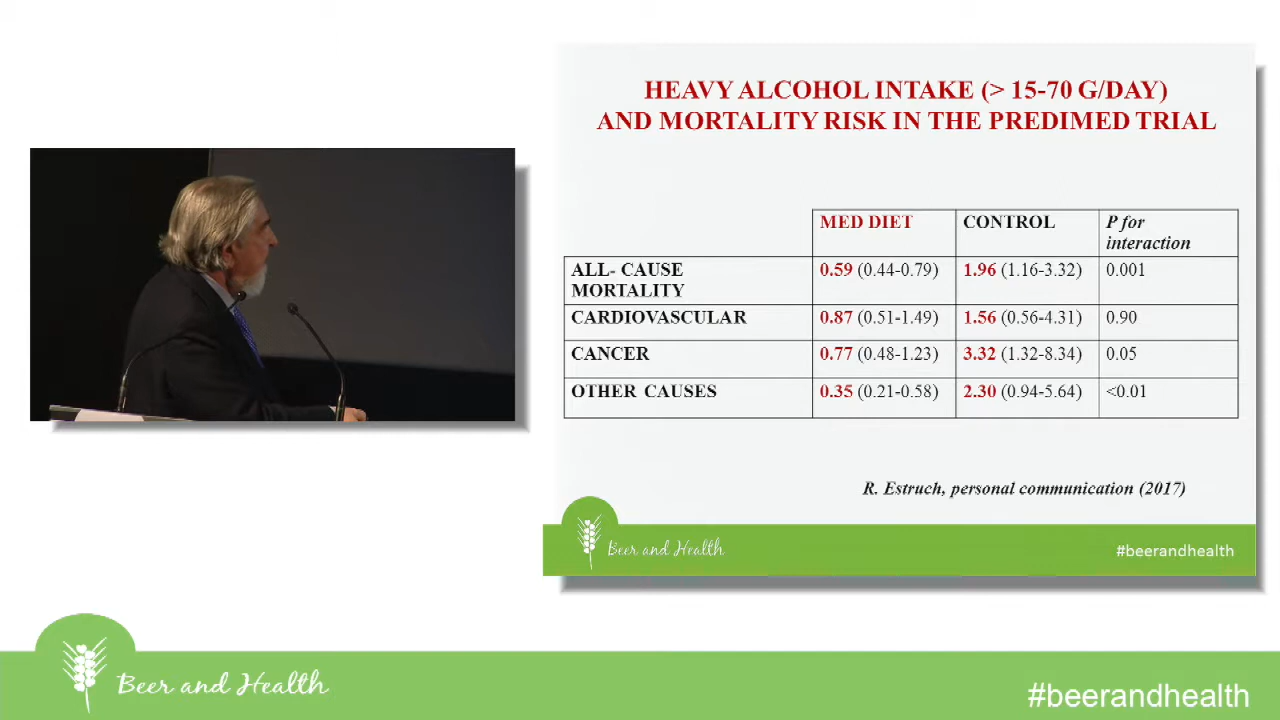 HEAVY ALCOHOL INTAKE (> 15-70 G/DAY)
AND MORTALITY RISK IN THE PREDIMED TRIAL
MED DIET CONTROL P for
interaction
ALL- CAUSE
MORTALITY 0.59 (0.44-0.79) 1.96 (1.16-3.32) 0.001
CARDIOVASCULAR 0.87 (0.51-1.49) 1.56 (0.56-4.31) 0.90
CANCER 0.77 (0.48-1.23) 3.32 (1.32-8.34) 0.05
OTHER CAUSES 0.35 (0.21-0.58) 2.30 (0.94-5.64) <0.01
R. Estruch, personal communication (2017)
Beer and Health #beerandhealth
Beer and Health #beerandhealth